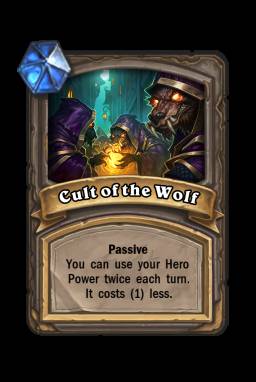 Cult of the Wolf
Passive
You can use your Hero
Power twice each turn.
It costs (1) less.